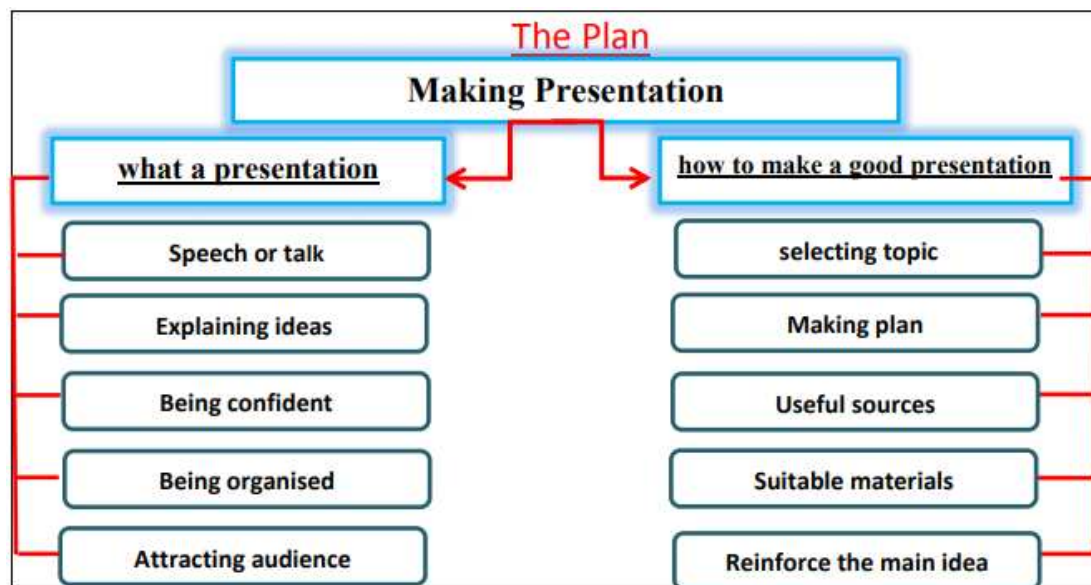 The Plan
Making Presentation
what a presentation
Speech or talk
Explaining ideas
Being confident
Being organised
Attracting audience
how to make a good presentation
selecting topic
Making plan
Useful sources
Suitable materials
Reinforce the main idea